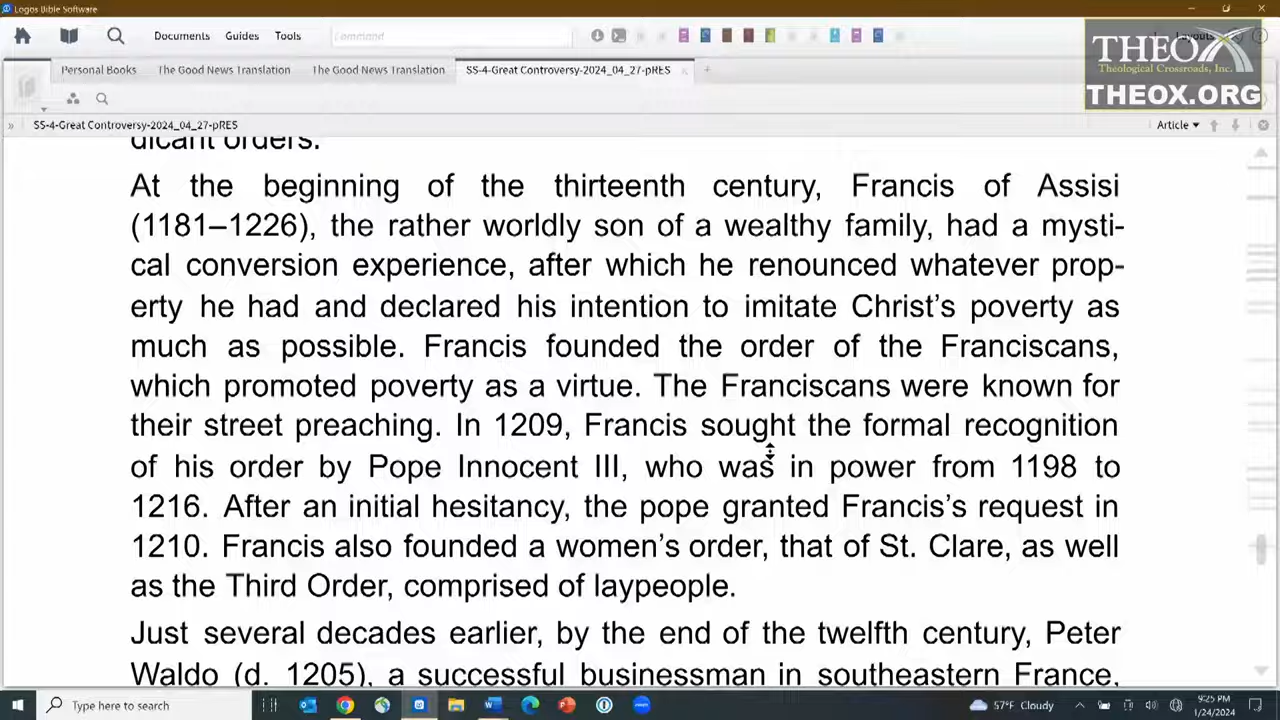 Logos Bible Software
Documents Guides Tools Command
THEOX
Theological Crossroads, Inc.
THEOX.ORG
Personal Books The Good News Translation The Good News Transla SS-4-Great Controversy-2024_04_27-pRES
SS-4-Great Controversy-2024_04_27-pRES Article
dicant orders.
At the beginning of the thirteenth century, Francis of Assisi
(1181–1226), the rather worldly son of a wealthy family, had a mysti-
cal conversion experience, after which he renounced whatever prop-
erty he had and declared his intention to imitate Christ’s poverty as
much as possible. Francis founded the order of the Franciscans,
which promoted poverty as a virtue. The Franciscans were known for
their street preaching. In 1209, Francis sought the formal recognition
of his order by Pope Innocent III, who was in power from 1198 to
1216. After an initial hesitancy, the pope granted Francis’s request in
1210. Francis also founded a women’s order, that of St. Clare, as well
as the Third Order, comprised of laypeople.
Just several decades earlier, by the end of the twelfth century, Peter
Waldo (d. 1205), a successful businessman in southeastern France,
Type here to search
57°F Cloudy
9:25 PM
1/24/2024